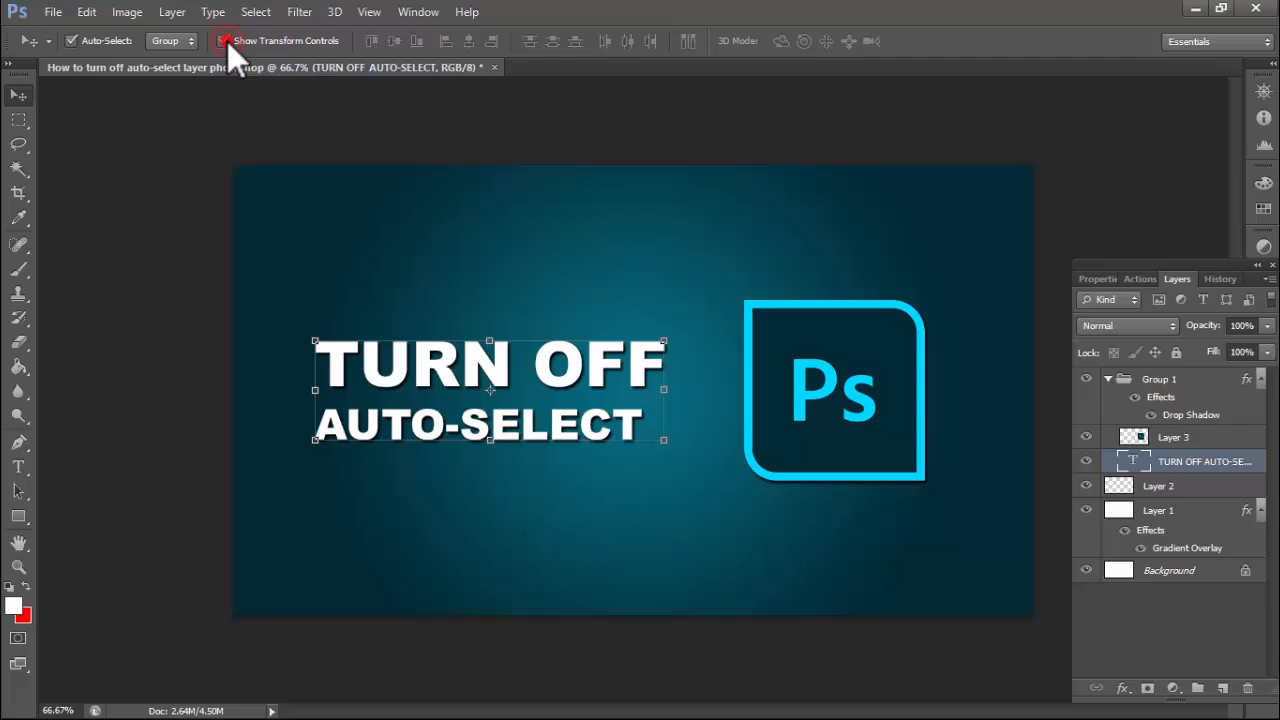 Ps File Edit Image Layer Type Select Filter 3D View Window Help
Auto-Select: Group Show Transform Controls 3D Mode: Essentials
How to turn off auto-select layer photoshop @ 66.7% (TURN OFF AUTO-SELECT, RGB/8) *
TURN OFF
AUTO-SELECT
Ps
Properti Actions Layers History
Kind
Normal Opacity: 100%
Lock: Fill: 100%
Group 1 fx
Effects
Drop Shadow
Layer 3
T TURN OFF AUTO-SE...
Layer 2
Layer 1 fx
Effects
Gradient Overlay
Background
66.67% Doc: 2.64M/4.50M